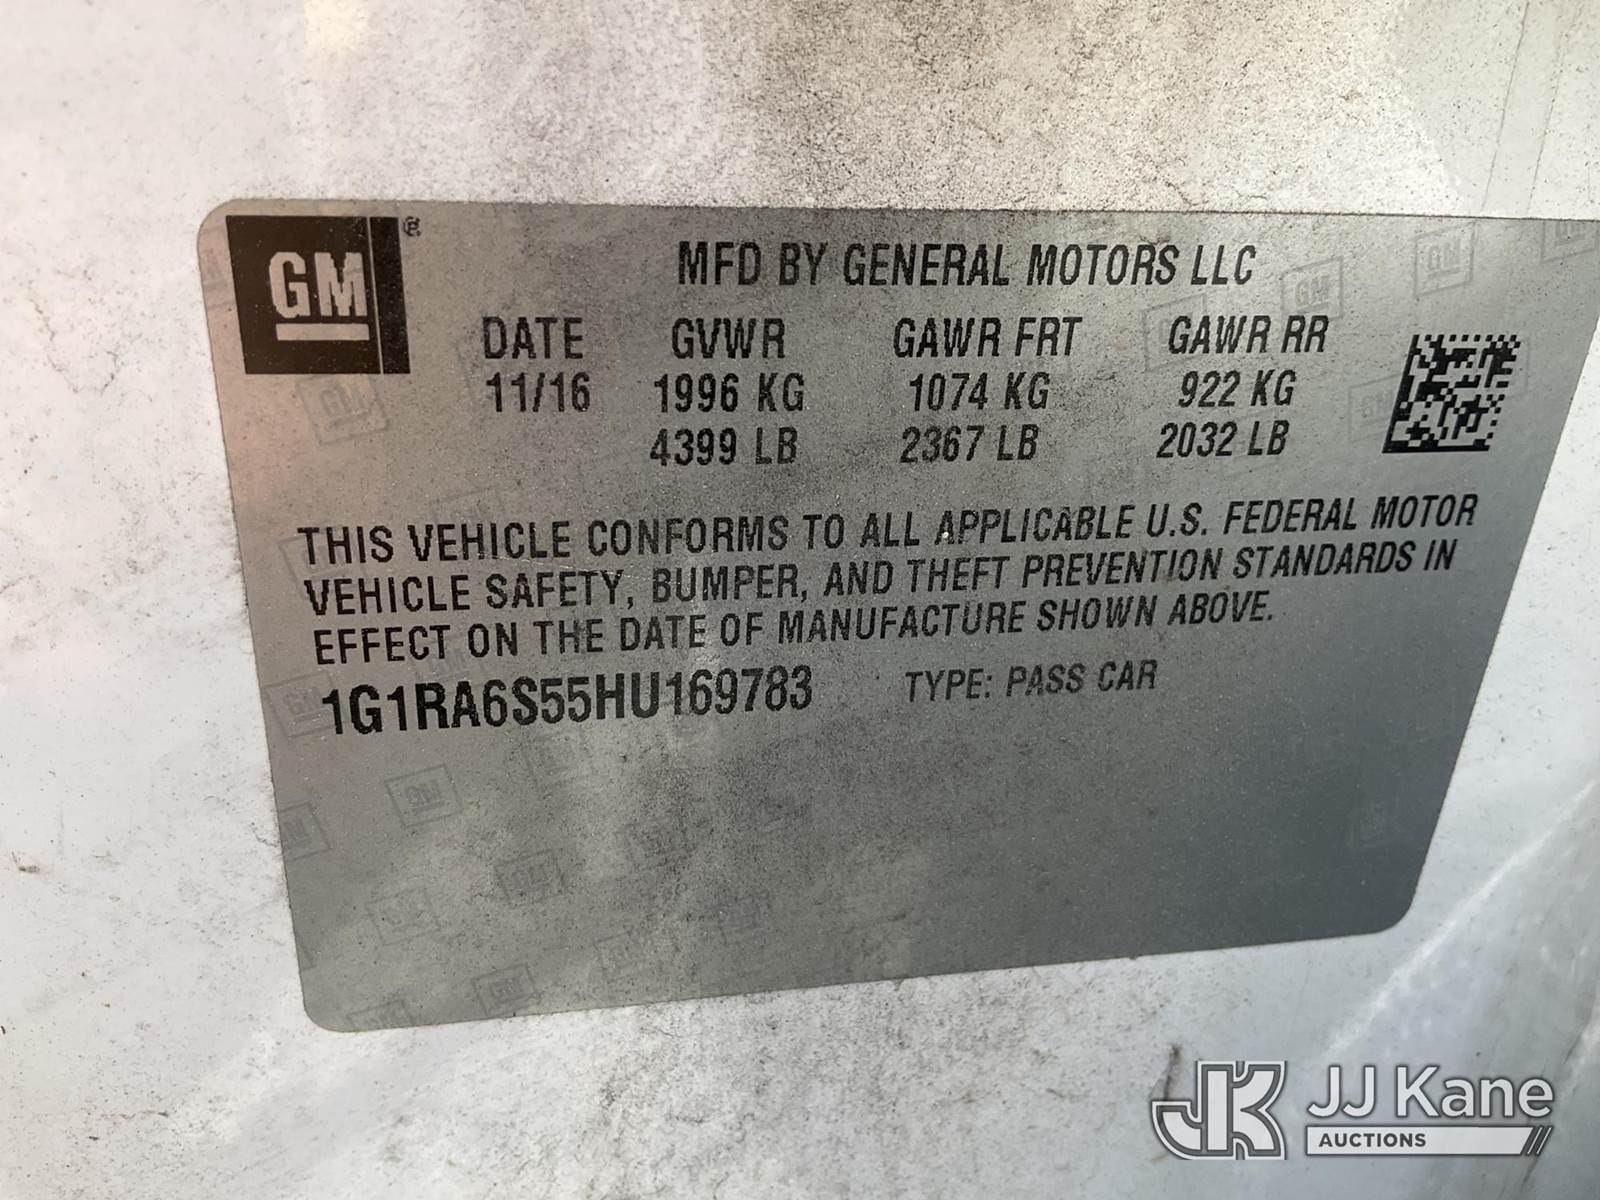 GM ®
MFD BY GENERAL MOTORS LLC
DATE GVWR GAWR FRT GAWR RR
11/16 1996 KG 1074 KG 922 KG
4399 LB 2367 LB 2032 LB
THIS VEHICLE CONFORMS TO ALL APPLICABLE U.S. FEDERAL MOTOR
VEHICLE SAFETY, BUMPER, AND THEFT PREVENTION STANDARDS IN
EFFECT ON THE DATE OF MANUFACTURE SHOWN ABOVE.
1G1RA6S55HU169783 TYPE: PASS CAR
JK JJ Kane
AUCTIONS